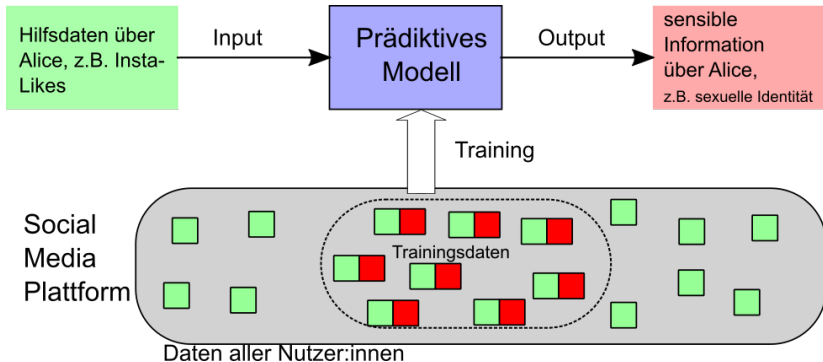 Hilfsdaten über
Alice, z.B. Insta-
Likes
Input
Prädiktives
Modell
Output
sensible
Information
über Alice,
z.B. sexuelle Identität
Training
Social
Media
Plattform
Trainingsdaten
Daten aller Nutzer:innen